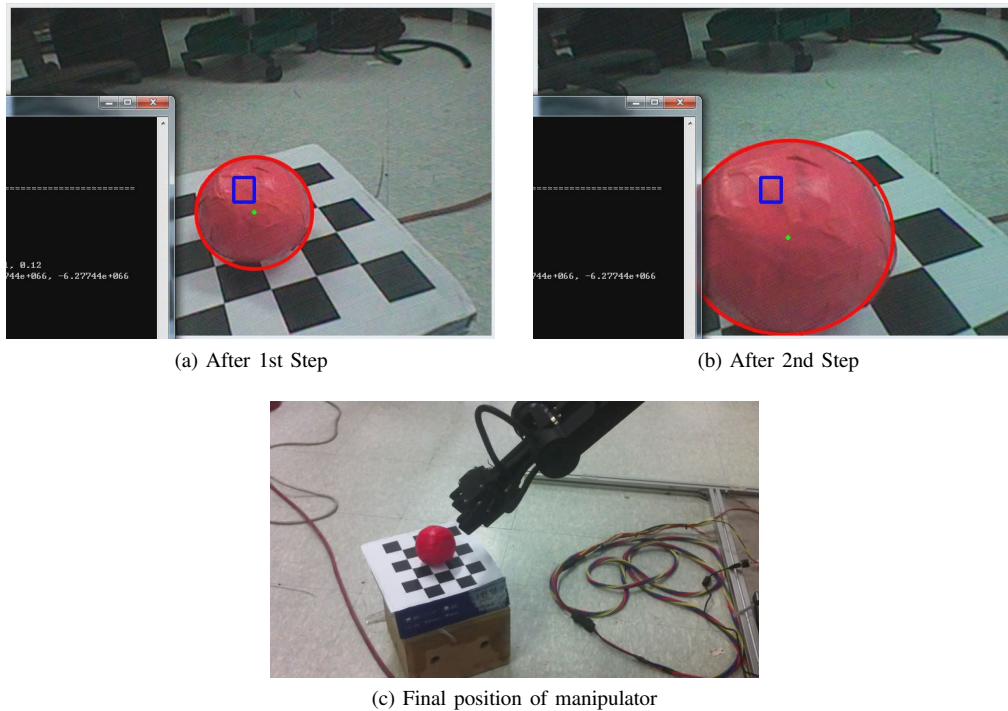 =========================
1, 0.12
744e+066, -6.27744e+066
(a) After 1st Step
=========================
744e+066, -6.27744e+066
(b) After 2nd Step
(c) Final position of manipulator